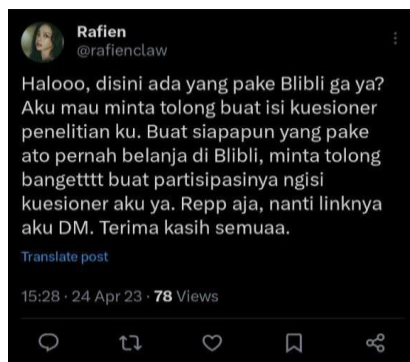 Rafien
@rafienclaw
Halooo, disini ada yang pake Blibli ga ya?
Aku mau minta tolong buat isi kuesioner
penelitian ku. Buat siapapun yang pake
ato pernah belanja di Blibli, minta tolong
bangetttt buat partisipasinya ngisi
kuesioner aku ya. Repp aja, nanti linknya
aku DM. Terima kasih semuaa.
Translate post
15:28 · 24 Apr 23 · 78 Views